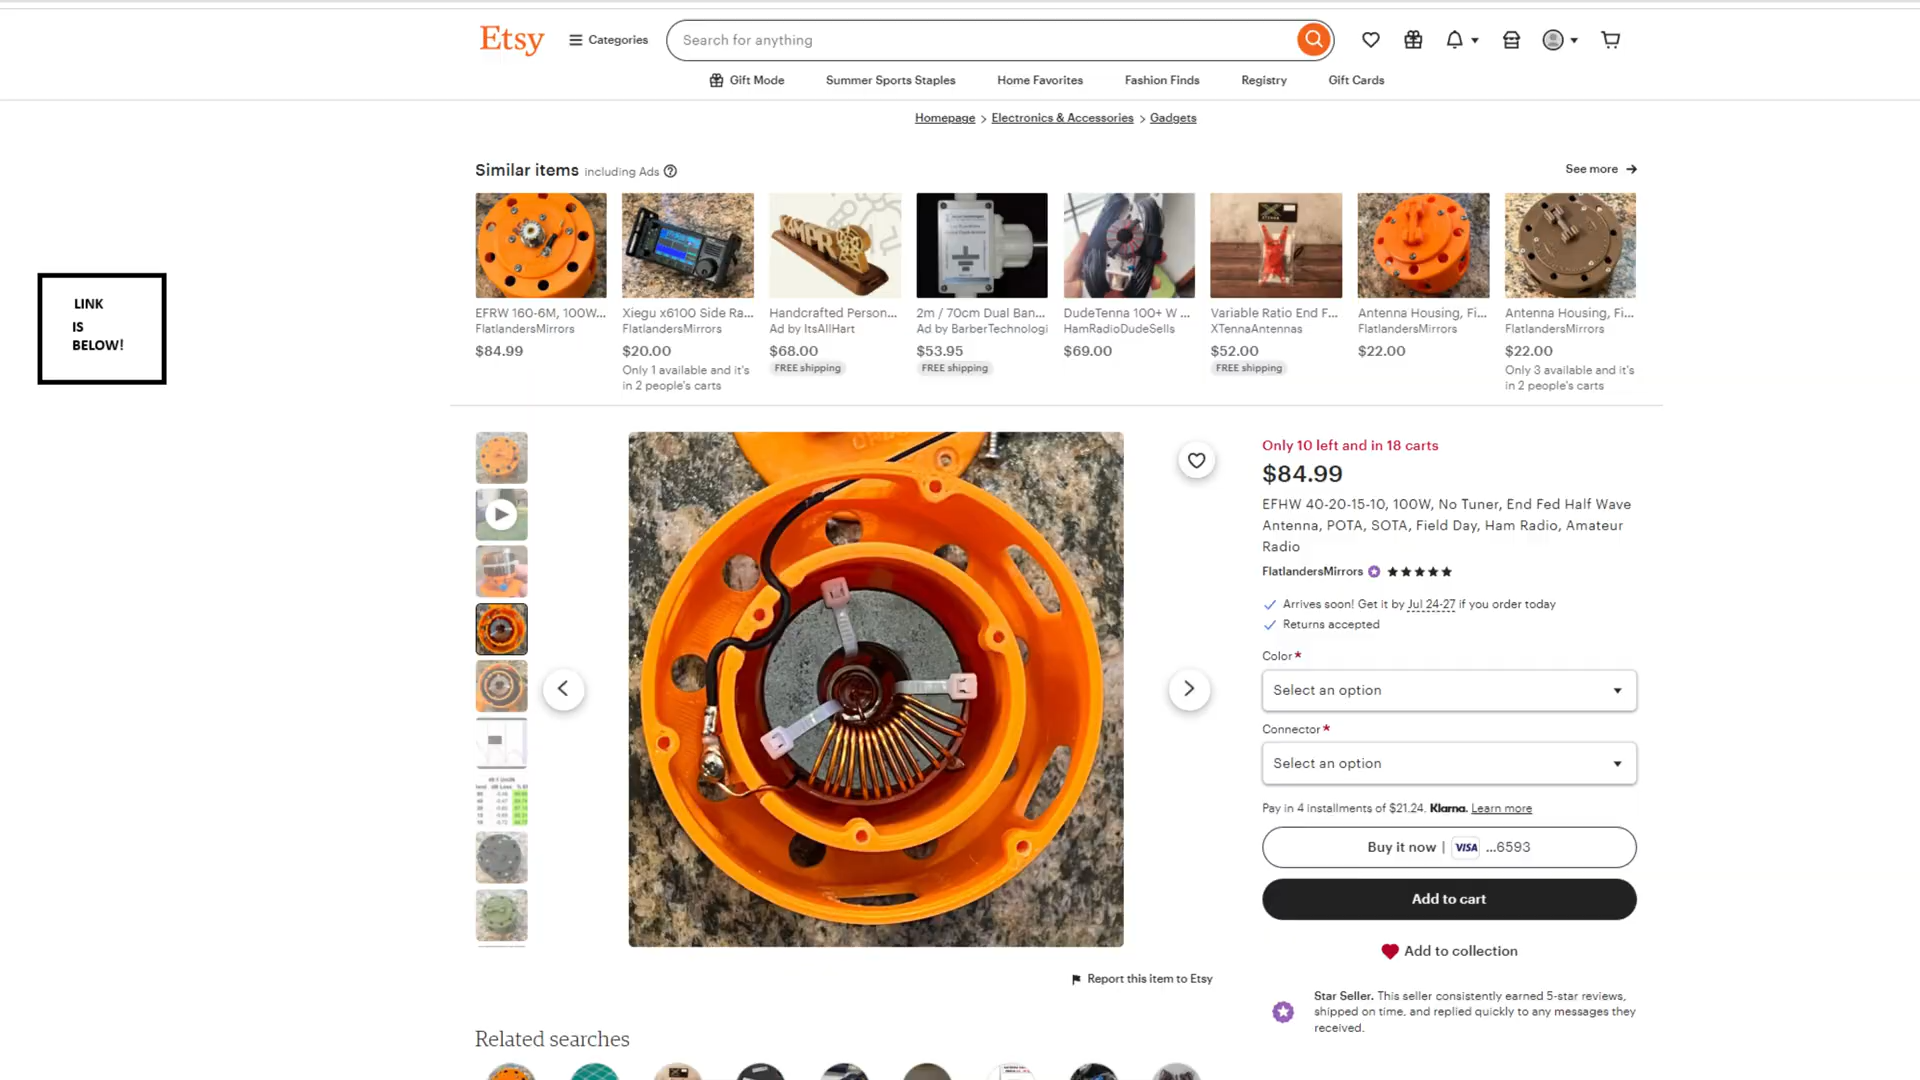 Etsy
Categories
Search for anything
Gift Mode
Summer Sports Staples
Home Favorites
Fashion Finds
Registry
Gift Cards
Homepage > Electronics & Accessories > Gadgets
Similar items including Ads
See more
LINK
IS
BELOW!
EFRW 160-6M, 100W...
FlatlandersMirrors
$84.99
Xiegu x6100 Side Ra...
FlatlandersMirrors
$20.00
Only 1 available and it's
in 2 people's carts
Handcrafted Person...
Ad by ItsAllHart
$68.00
FREE shipping
2m / 70cm Dual Ban...
Ad by BarberTechnologi
$53.95
FREE shipping
DudeTenna 100+ W ...
HamRadioDudeSells
$69.00
Variable Ratio End F...
XTennaAntennas
$52.00
FREE shipping
Antenna Housing, Fi...
FlatlandersMirrors
$22.00
Antenna Housing, Fi...
FlatlandersMirrors
$22.00
Only 3 available and it's
in 2 people's carts
Only 10 left and in 18 carts
$84.99
EFHW 40-20-15-10, 100W, No Tuner, End Fed Half Wave
Antenna, POTA, SOTA, Field Day, Ham Radio, Amateur
Radio
FlatlandersMirrors
Arrives soon! Get it by Jul 24-27 if you order today
Returns accepted
Color*
Select an option
Connector*
Select an option
Pay in 4 installments of $21.24. Klarna. Learn more
Buy it now | VISA ...6593
Add to cart
Add to collection
Report this item to Etsy
Star Seller. This seller consistently earned 5-star reviews,
shipped on time, and replied quickly to any messages they
received.
Related searches